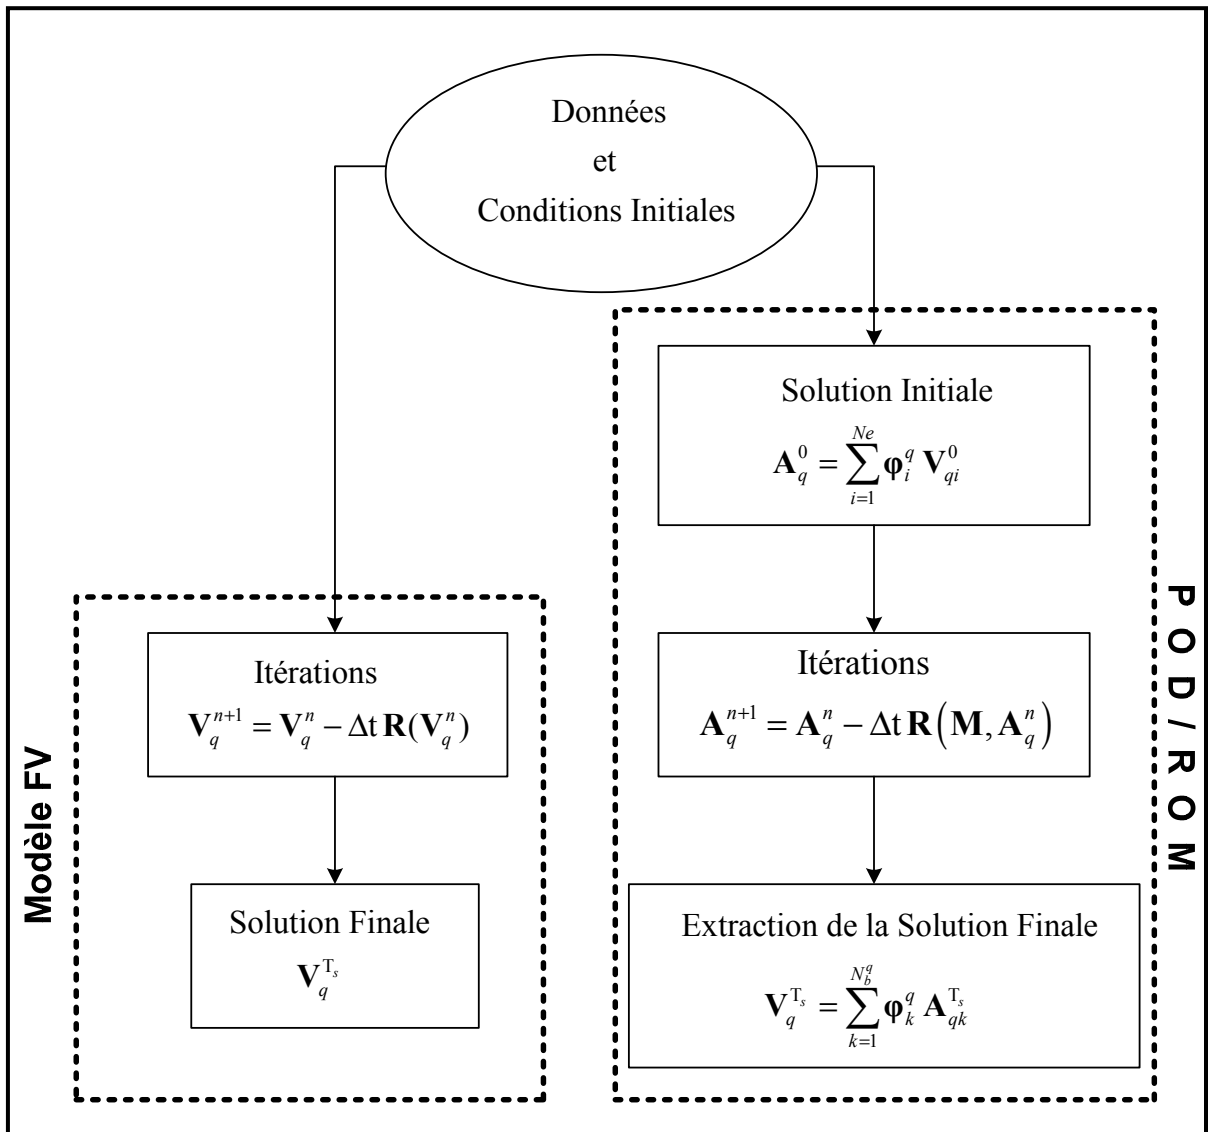 Données
et
Conditions Initiales
Modèle FV
Itérations
V_q^{n+1} = V_q^n − Δt R(V_q^n)
Solution Finale
V_q^{T_s}
POD/ROM
Solution Initiale
A_q^0 = ∑_{i=1}^{Ne} φ_i^q V_{qi}^0
Itérations
A_q^{n+1} = A_q^n − Δt R(M, A_q^n)
Extraction de la Solution Finale
V_q^{T_s} = ∑_{k=1}^{N_b^q} φ_k^q A_{qk}^{T_s}